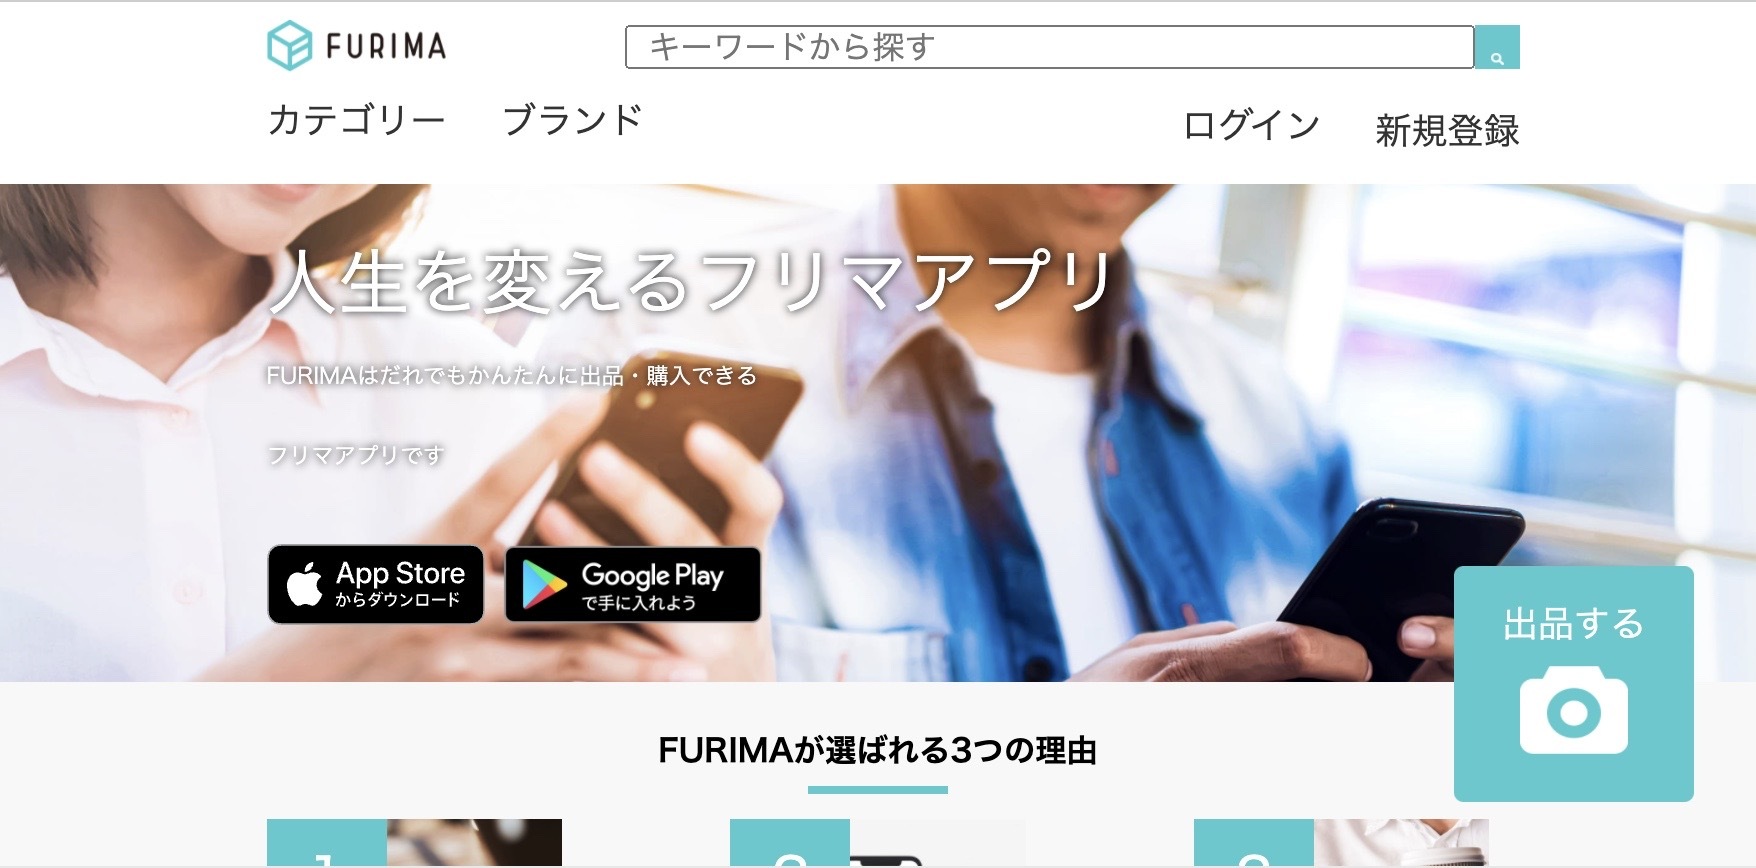 FURIMA
キーワードから探す
カテゴリー ブランド ログイン 新規登録
人生を変えるフリマアプリ
FURIMAはだれでもかんたんに出品・購入できる
フリマアプリです
App Store
からダウンロード
Google Play
で手に入れよう
出品する
FURIMAが選ばれる3つの理由